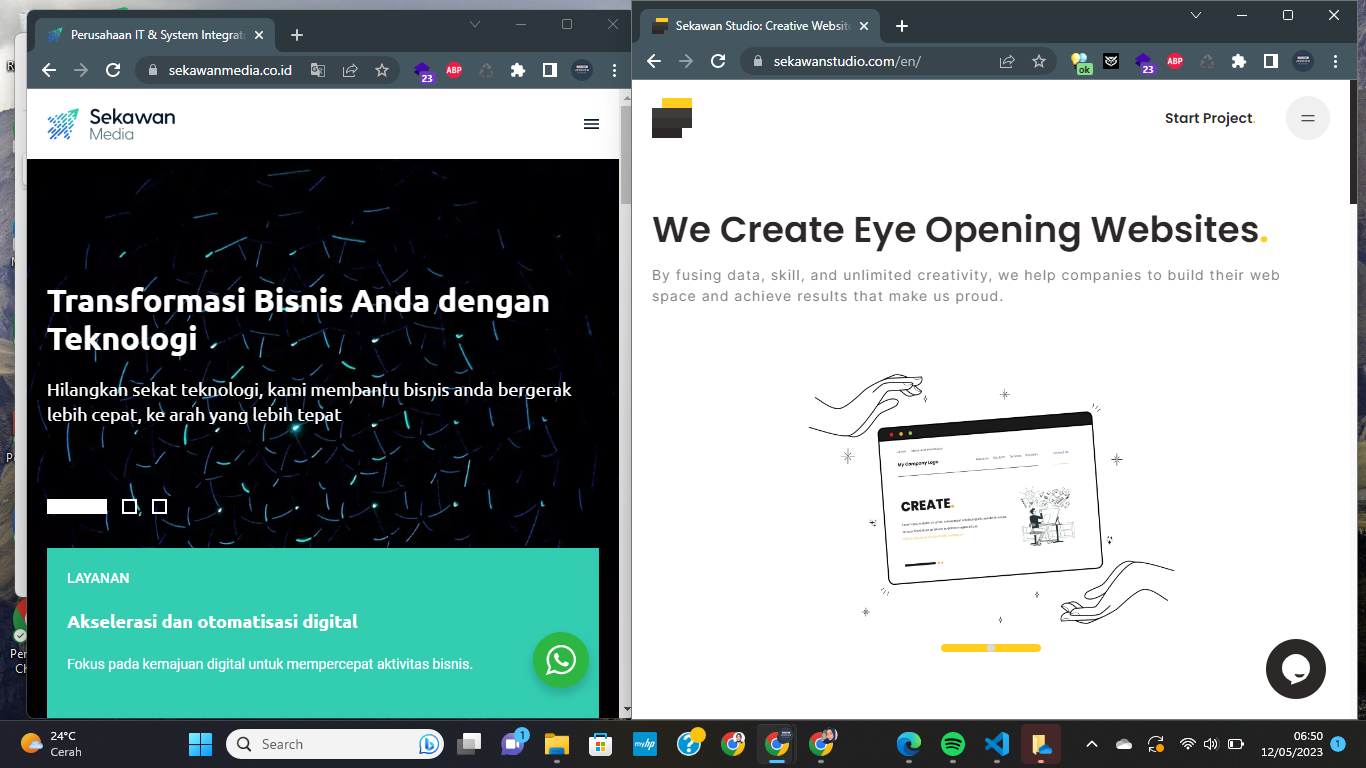 Perusahaan IT & System Integrat
sekawanmedia.co.id
23
ABP
Sekawan
Media
Transformasi Bisnis Anda dengan
Teknologi
Hilangkan sekat teknologi, kami membantu bisnis anda bergerak
lebih cepat, ke arah yang lebih tepat
LAYANAN
Akselerasi dan otomatisasi digital
Fokus pada kemajuan digital untuk mempercepat aktivitas bisnis.
Sekawan Studio: Creative Website
sekawanstudio.com/en/
ok
23
ABP
Start Project.
We Create Eye Opening Websites.
By fusing data, skill, and unlimited creativity, we help companies to build their web
space and achieve results that make us proud.
My Company Logo
CREATE.
24°C
Cerah
Search
1
myhp
06:50
12/05/2023
1